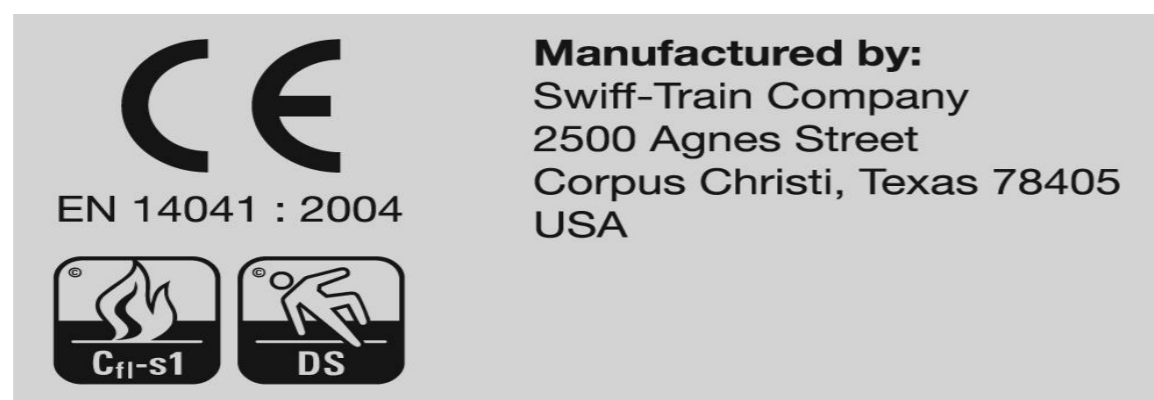 CE
EN 14041 : 2004
©
C fl-s1
©
DS
Manufactured by:
Swiff-Train Company
2500 Agnes Street
Corpus Christi, Texas 78405
USA